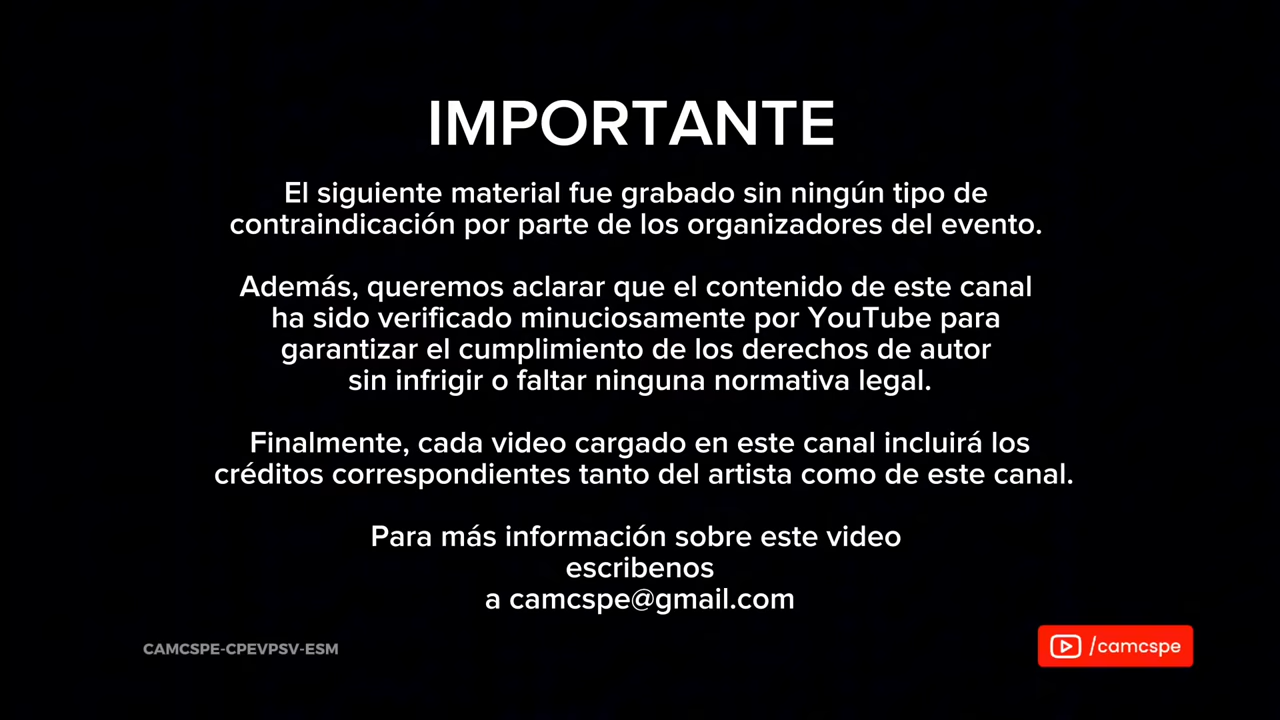 IMPORTANTE
El siguiente material fue grabado sin ningún tipo de
contraindicación por parte de los organizadores del evento.
Además, queremos aclarar que el contenido de este canal
ha sido verificado minuciosamente por YouTube para
garantizar el cumplimiento de los derechos de autor
sin infrigir o faltar ninguna normativa legal.
Finalmente, cada video cargado en este canal incluirá los
créditos correspondientes tanto del artista como de este canal.
Para más información sobre este video
escribenos
a camcspe@gmail.com
CAMCSPE-CPEVPSV-ESM
/camcspe